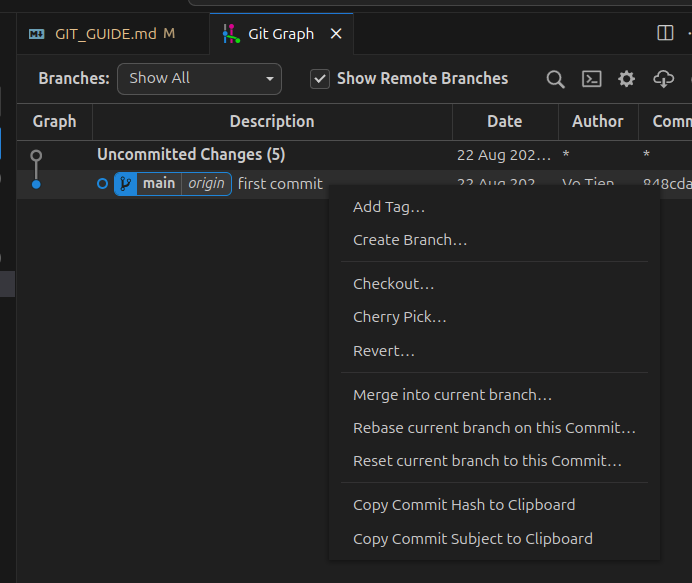 GIT_GUIDE.md M Git Graph
Branches: Show All Show Remote Branches
Graph Description Date Author Comm
Uncommitted Changes (5) 22 Aug 202... * *
main origin first commit 22 Aug 202... Vo Tien 848cda
Add Tag...
Create Branch...
Checkout...
Cherry Pick...
Revert...
Merge into current branch...
Rebase current branch on this Commit...
Reset current branch to this Commit...
Copy Commit Hash to Clipboard
Copy Commit Subject to Clipboard